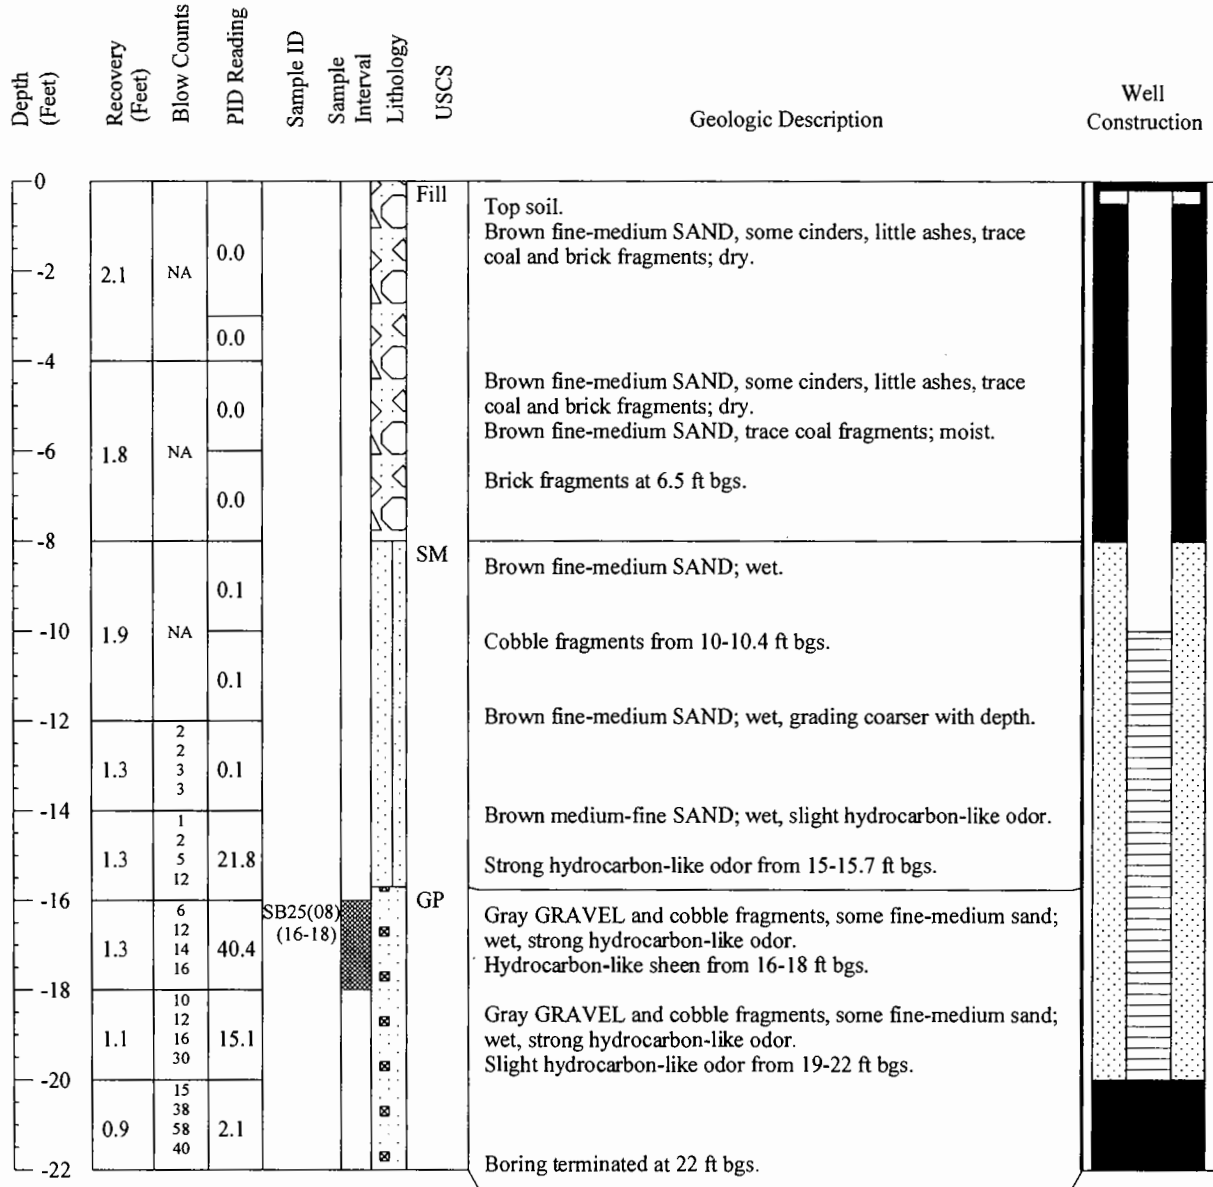 Depth (Feet)
Recovery (Feet)
Blow Counts
PID Reading
Sample ID
Sample Interval
Lithology
USCS
Geologic Description
Well Construction
0
Fill
Top soil.
Brown fine-medium SAND, some cinders, little ashes, trace
coal and brick fragments; dry.
0.0
-2
2.1
NA
0.0
-4
Brown fine-medium SAND, some cinders, little ashes, trace
coal and brick fragments; dry.
0.0
Brown fine-medium SAND, trace coal fragments; moist.
-6
1.8
NA
Brick fragments at 6.5 ft bgs.
0.0
-8
SM
Brown fine-medium SAND; wet.
0.1
-10
1.9
NA
Cobble fragments from 10-10.4 ft bgs.
0.1
-12
Brown fine-medium SAND; wet, grading coarser with depth.
2
2
3
3
1.3
0.1
-14
Brown medium-fine SAND; wet, slight hydrocarbon-like odor.
1
2
5
12
1.3
21.8
Strong hydrocarbon-like odor from 15-15.7 ft bgs.
-16
GP
6
12
14
16
1.3
40.4
SB25(08)
(16-18)
Gray GRAVEL and cobble fragments, some fine-medium sand;
wet, strong hydrocarbon-like odor.
Hydrocarbon-like sheen from 16-18 ft bgs.
-18
10
12
16
30
1.1
15.1
Gray GRAVEL and cobble fragments, some fine-medium sand;
wet, strong hydrocarbon-like odor.
Slight hydrocarbon-like odor from 19-22 ft bgs.
-20
15
38
58
40
0.9
2.1
-22
Boring terminated at 22 ft bgs.